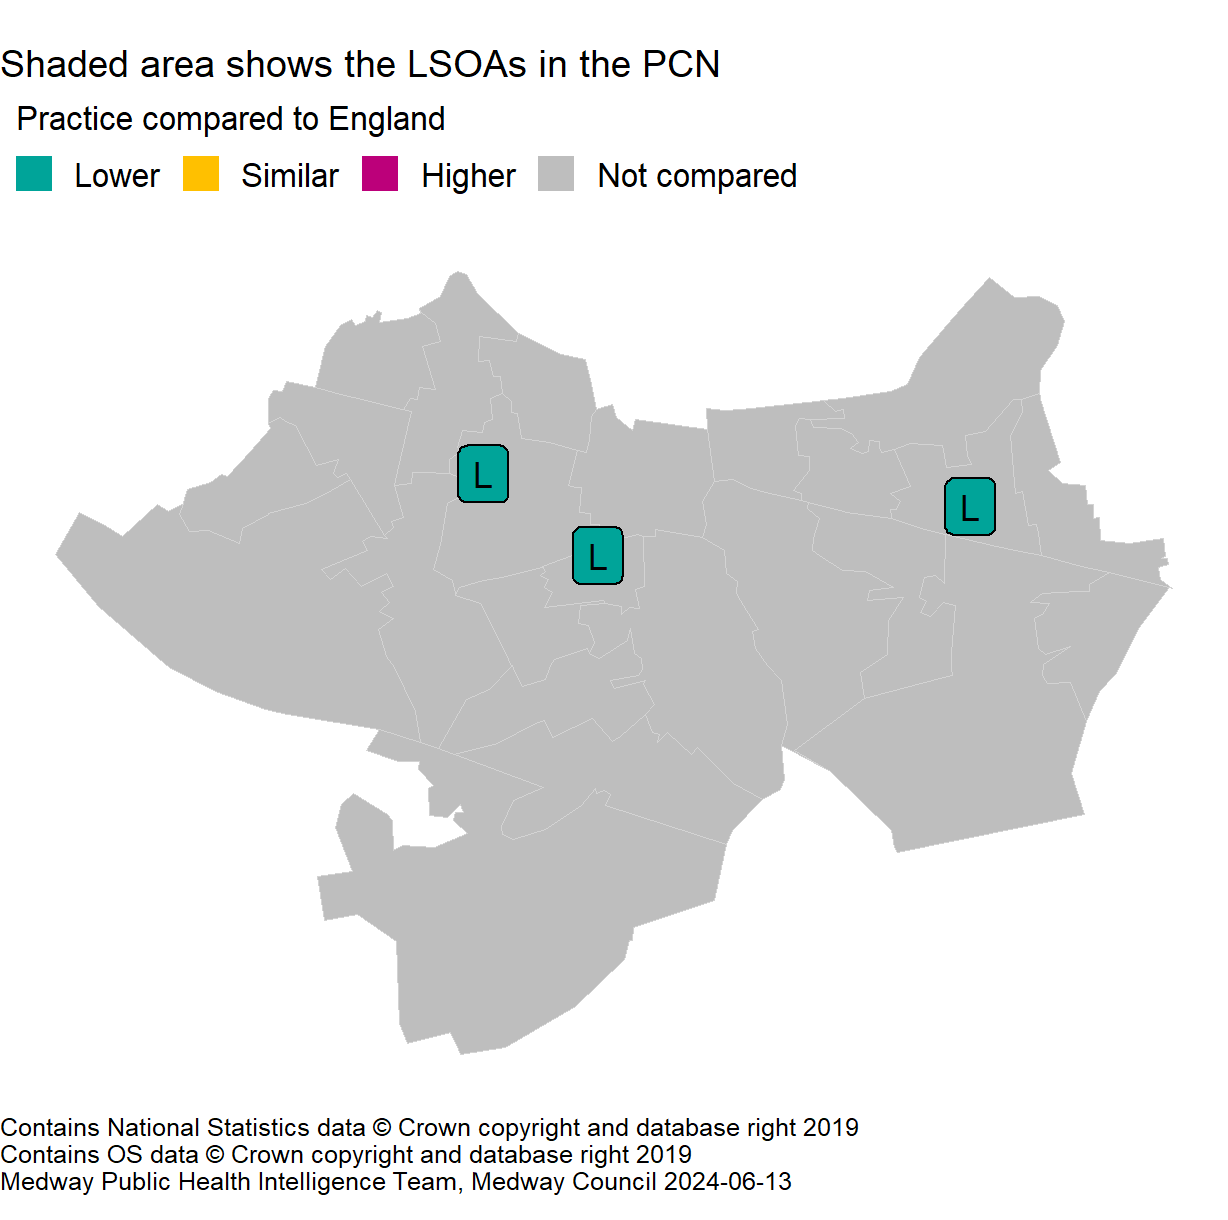 Shaded area shows the LSOAs in the PCN
Practice compared to England
Lower Similar Higher Not compared
L
L
L
Contains National Statistics data © Crown copyright and database right 2019
Contains OS data © Crown copyright and database right 2019
Medway Public Health Intelligence Team, Medway Council 2024-06-13